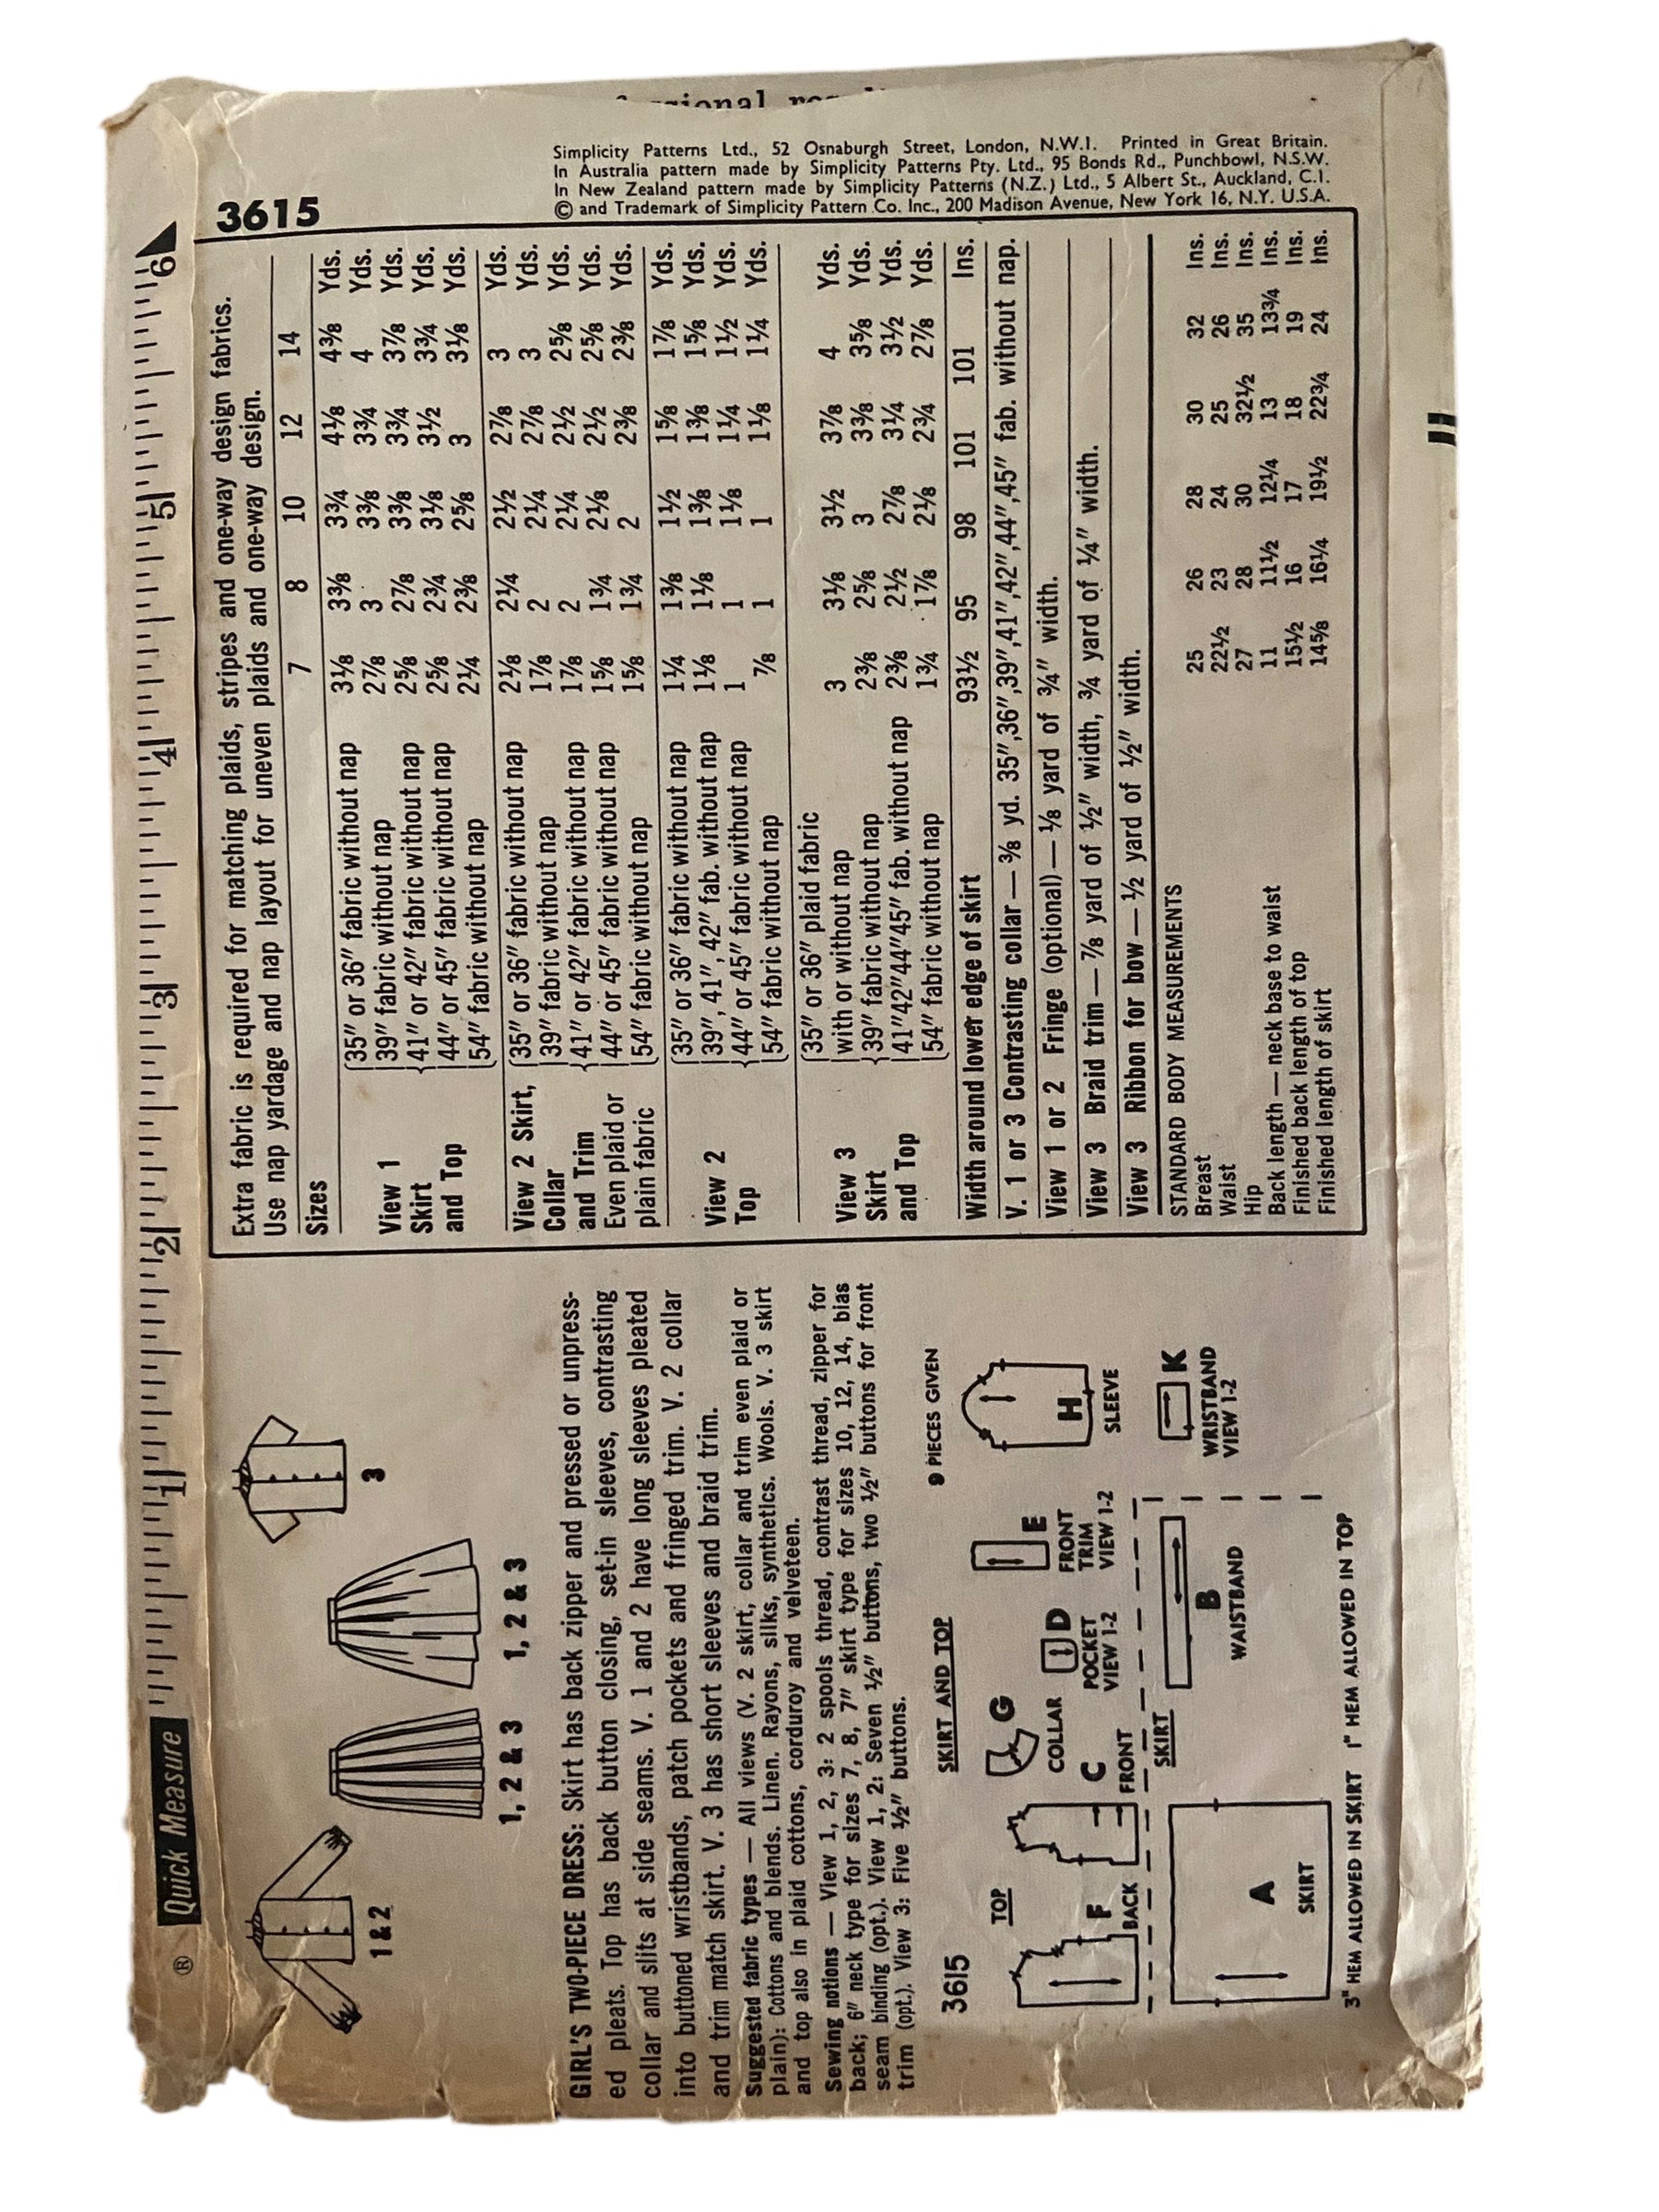 ® Quick Measure 1 2 3 4 5 6
1 & 2
1, 2 & 3
1, 2 & 3
3
GIRL'S TWO-PIECE DRESS: Skirt has back zipper and pressed or unpress-
ed pleats. Top has back button closing, set-in sleeves, contrasting
collar and slits at side seams. V. 1 and 2 have long sleeves pleated
into buttoned wristbands, patch pockets and fringed trim. V. 2 collar
and trim match skirt. V. 3 has short sleeves and braid trim.
Suggested fabric types — All views (V. 2 skirt, collar and trim even plaid or
plain): Cottons and blends. Linen. Rayons, silks, synthetics. Wools. V. 3 skirt
and top also in plaid cottons, corduroy and velveteen.
Sewing notions — View 1, 2, 3: 2 spools thread, contrast thread, zipper for
back; 6" neck type for sizes 7, 8, 7" skirt type for sizes 10, 12, 14, bias
seam binding (opt.). View 1, 2: Seven ½" buttons, two ½" buttons for front
trim (opt.). View 3: Five ½" buttons.
3615
SKIRT AND TOP
9 PIECES GIVEN
TOP
F
BACK
C
FRONT
G
COLLAR
D
POCKET
VIEW 1-2
E
FRONT
TRIM
VIEW 1-2
H
SLEEVE
K
WRISTBAND
VIEW 1-2
SKIRT
A
SKIRT
B
WAISTBAND
3" HEM ALLOWED IN SKIRT 1" HEM ALLOWED IN TOP
3615
Extra fabric is required for matching plaids, stripes and one-way design fabrics.
Use nap yardage and nap layout for uneven plaids and one-way design.
Sizes 7 8 10 12 14
View 1
Skirt
and Top
35" or 36" fabric without nap 3⅛ 3⅜ 3¾ 4⅛ 4⅜ Yds.
39" fabric without nap 2⅞ 3 3⅜ 3¾ 4 Yds.
41" or 42" fabric without nap 2⅝ 2⅞ 3⅜ 3¾ 3⅞ Yds.
44" or 45" fabric without nap 2⅝ 2¾ 3⅛ 3½ 3¾ Yds.
54" fabric without nap 2¼ 2⅜ 2⅝ 3 3⅛ Yds.
View 2 Skirt,
Collar
and Trim
Even plaid or
plain fabric
35" or 36" fabric without nap 2⅛ 2¼ 2½ 2⅞ 3 Yds.
39" fabric without nap 1⅞ 2 2¼ 2⅞ 3 Yds.
41" or 42" fabric without nap 1⅞ 2 2¼ 2½ 2⅝ Yds.
44" or 45" fabric without nap 1⅝ 1¾ 2⅛ 2½ 2⅝ Yds.
54" fabric without nap 1⅝ 1¾ 2 2⅜ 2⅜ Yds.
View 2
Top
35" or 36" fabric without nap 1¼ 1⅜ 1½ 1⅝ 1⅞ Yds.
39", 41", 42" fab. without nap 1⅛ 1⅛ 1⅜ 1⅜ 1⅝ Yds.
44" or 45" fabric without nap 1 1 1⅛ 1¼ 1½ Yds.
54" fabric without nap ⅞ 1 1 1⅛ 1¼ Yds.
View 3
Skirt
and Top
35" or 36" plaid fabric
with or without nap 3 3⅛ 3½ 3⅞ 4 Yds.
39" fabric without nap 2⅜ 2⅝ 3 3⅜ 3⅝ Yds.
41"42"44"45" fab. without nap 2⅜ 2½ 2⅞ 3¼ 3½ Yds.
54" fabric without nap 1¾ 1⅞ 2⅛ 2¾ 2⅞ Yds.
Width around lower edge of skirt 93½ 95 98 101 101 Ins.
V. 1 or 3 Contrasting collar — ⅜ yd. 35",36",39",41",42",44",45" fab. without nap.
View 1 or 2 Fringe (optional) — ⅛ yard of ¾" width.
View 3 Braid trim — ⅞ yard of ½" width, ¾ yard of ¼" width.
View 3 Ribbon for bow — ½ yard of ½" width.
STANDARD BODY MEASUREMENTS
Breast 25 26 28 30 32 Ins.
Waist 22½ 23 24 25 26 Ins.
Hip 27 28 30 32½ 35 Ins.
Back length — neck base to waist 11 11½ 12¼ 13 13¾ Ins.
Finished back length of top 15½ 16 17 18 19 Ins.
Finished length of skirt 14⅝ 16¼ 19½ 22¾ 24 Ins.
Simplicity Patterns Ltd., 52 Osnaburgh Street, London, N.W.1. Printed in Great Britain.
In Australia pattern made by Simplicity Patterns Pty. Ltd., 95 Bonds Rd., Punchbowl, N.S.W.
In New Zealand pattern made by Simplicity Patterns (N.Z.) Ltd., 5 Albert St., Auckland, C.1.
© and Trademark of Simplicity Pattern Co. Inc., 200 Madison Avenue, New York 16, N.Y. U.S.A.